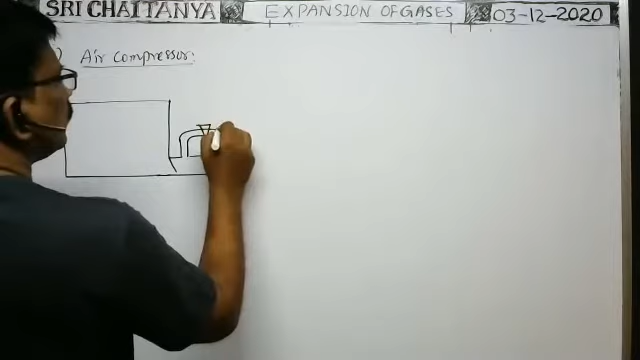 SRI CHAITANYA EXPANSION OF GASES 03-12-2020
) Air compressor: